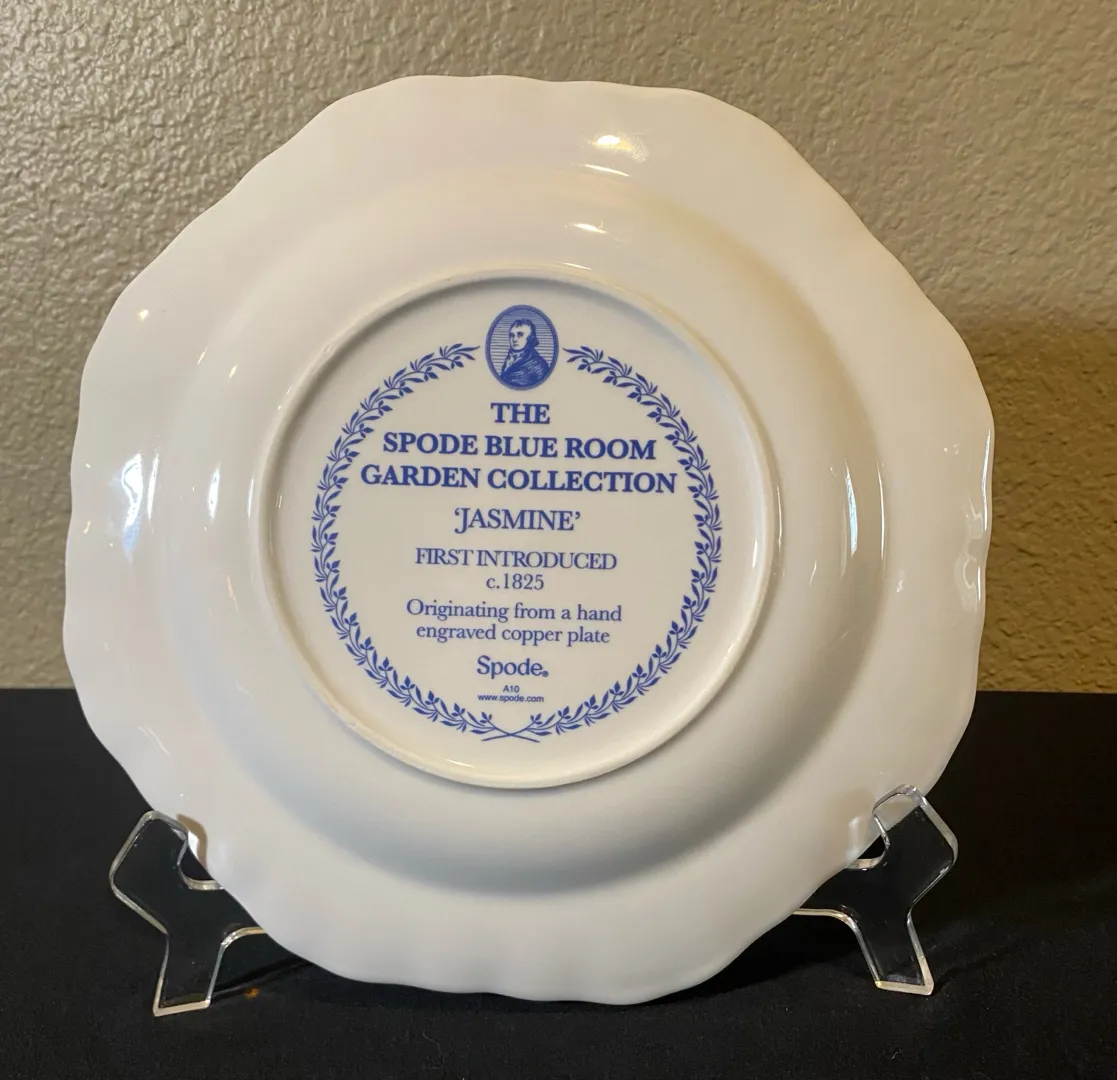 THE
SPODE BLUE ROOM
GARDEN COLLECTION
‘JASMINE’
FIRST INTRODUCED
c.1825
Originating from a hand
engraved copper plate
Spode®
A10
www.spode.com